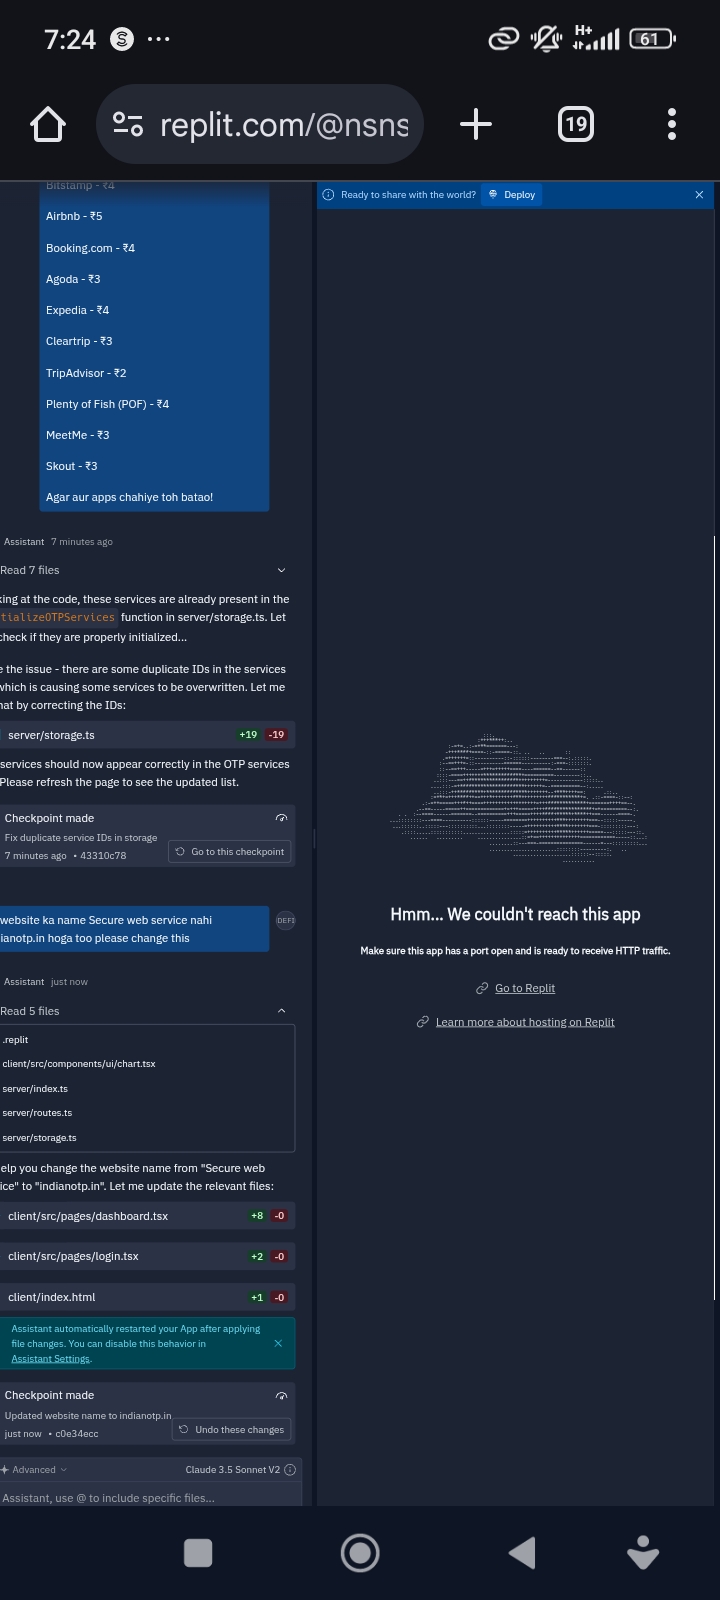 7:24
H+
61
replit.com/@nsns
19
Bitstamp - ₹4
Airbnb - ₹5
Booking.com - ₹4
Agoda - ₹3
Expedia - ₹4
Cleartrip - ₹3
TripAdvisor - ₹2
Plenty of Fish (POF) - ₹4
MeetMe - ₹3
Skout - ₹3
Agar aur apps chahiye toh batao!
Assistant 7 minutes ago
Read 7 files
king at the code, these services are already present in the
tializeOTPServices function in server/storage.ts. Let
check if they are properly initialized...
e the issue - there are some duplicate IDs in the services
which is causing some services to be overwritten. Let me
hat by correcting the IDs:
server/storage.ts +19 -19
services should now appear correctly in the OTP services
Please refresh the page to see the updated list.
Checkpoint made
Fix duplicate service IDs in storage
7 minutes ago • 43310c78
Go to this checkpoint
website ka name Secure web service nahi
ianotp.in hoga too please change this
DEFI
Assistant just now
Read 5 files
.replit
client/src/components/ui/chart.tsx
server/index.ts
server/routes.ts
server/storage.ts
elp you change the website name from "Secure web
ice" to "indianotp.in". Let me update the relevant files:
client/src/pages/dashboard.tsx +8 -0
client/src/pages/login.tsx +2 -0
client/index.html +1 -0
Assistant automatically restarted your App after applying
file changes. You can disable this behavior in
Assistant Settings.
Checkpoint made
Updated website name to indianotp.in
just now • c0e34ecc
Undo these changes
Advanced
Claude 3.5 Sonnet V2
Assistant, use @ to include specific files...
Ready to share with the world?
Deploy
Hmm... We couldn't reach this app
Make sure this app has a port open and is ready to receive HTTP traffic.
Go to Replit
Learn more about hosting on Replit